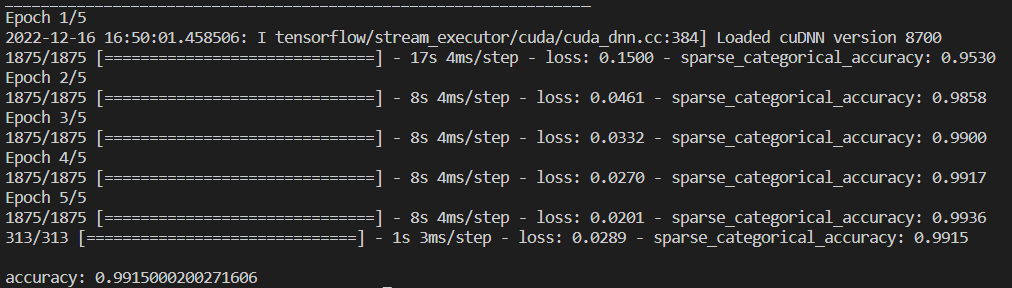 Epoch 1/5
2022-12-16 16:50:01.458506: I tensorflow/stream_executor/cuda/cuda_dnn.cc:384] Loaded cuDNN version 8700
1875/1875 [==============================] - 17s 4ms/step - loss: 0.1500 - sparse_categorical_accuracy: 0.9530
Epoch 2/5
1875/1875 [==============================] - 8s 4ms/step - loss: 0.0461 - sparse_categorical_accuracy: 0.9858
Epoch 3/5
1875/1875 [==============================] - 8s 4ms/step - loss: 0.0332 - sparse_categorical_accuracy: 0.9900
Epoch 4/5
1875/1875 [==============================] - 8s 4ms/step - loss: 0.0270 - sparse_categorical_accuracy: 0.9917
Epoch 5/5
1875/1875 [==============================] - 8s 4ms/step - loss: 0.0201 - sparse_categorical_accuracy: 0.9936
313/313 [==============================] - 1s 3ms/step - loss: 0.0289 - sparse_categorical_accuracy: 0.9915
accuracy: 0.9915000200271606